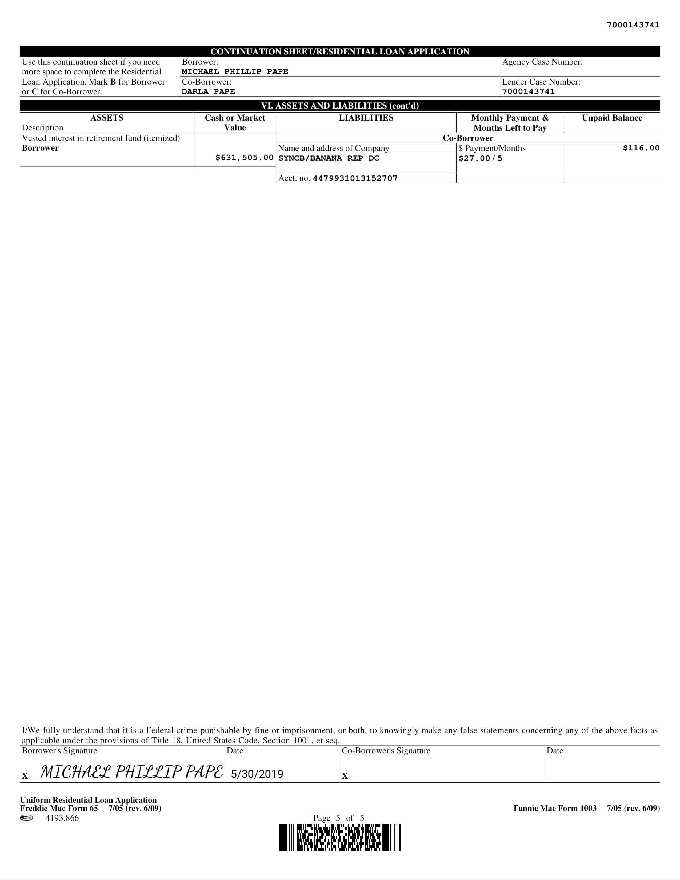 7000143741
CONTINUATION SHEET/RESIDENTIAL LOAN APPLICATION
Use this continuation sheet if you need
more space to complete the Residential
Loan Application. Mark B for Borrower
or C for Co-Borrower.
Borrower:
MICHAEL PHILLIP PAPE
Agency Case Number:
Co-Borrower:
DARLA PAPE
Lender Case Number:
7000143741
VI. ASSETS AND LIABILITIES (cont'd)
ASSETS
Description
Cash or Market
Value
LIABILITIES
Monthly Payment &
Months Left to Pay
Unpaid Balance
Vested interest in retirement fund (itemized)
Co-Borrower
Borrower
Name and address of Company
$ Payment/Months
$116.00
$631,505.00 SYNCB/BANANA REP DC
$27.00/5
Acct. no. 4479931013152707
I/We fully understand that it is a Federal crime punishable by fine or imprisonment, or both, to knowingly make any false statements concerning any of the above facts as
applicable under the provisions of Title 18, United States Code, Section 1001, et seq.
Borrower's Signature Date Co-Borrower's Signature Date
X MICHAEL PHILLIP PAPE 5/30/2019 X
Uniform Residential Loan Application
Freddie Mac Form 65 7/05 (rev. 6/09)
Fannie Mae Form 1003 7/05 (rev. 6/09)
4193.866
Page 5 of 5